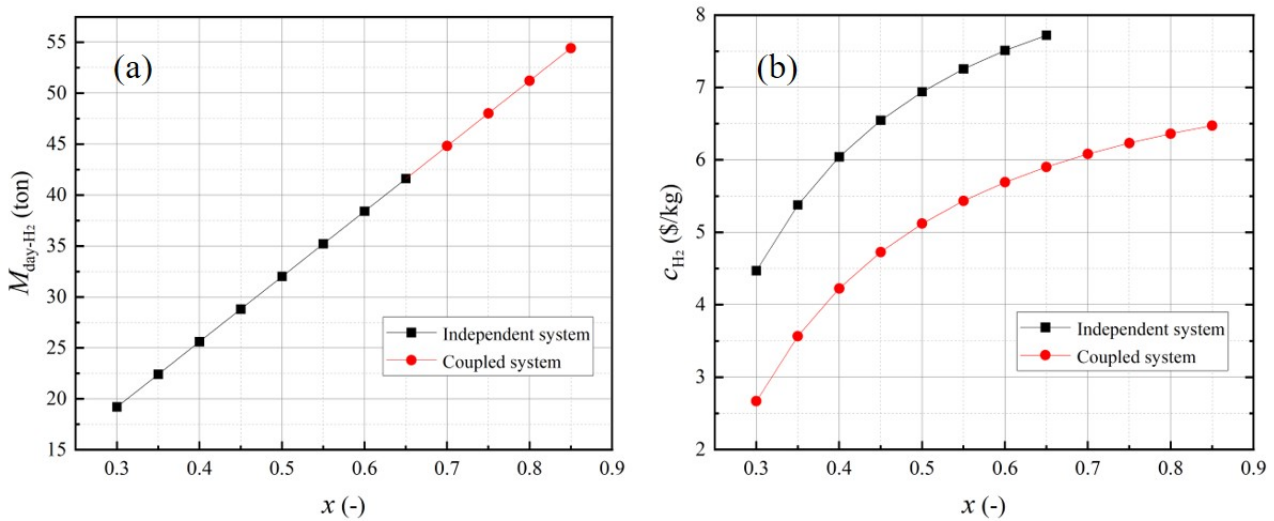 (a)
55
50
45
40
35
30
25
20
15
M_day-H₂ (ton)
Independent system
Coupled system
0.3 0.4 0.5 0.6 0.7 0.8 0.9
x (-)
(b)
8
7
6
5
4
3
2
c_H₂ ($/kg)
Independent system
Coupled system
0.3 0.4 0.5 0.6 0.7 0.8 0.9
x (-)